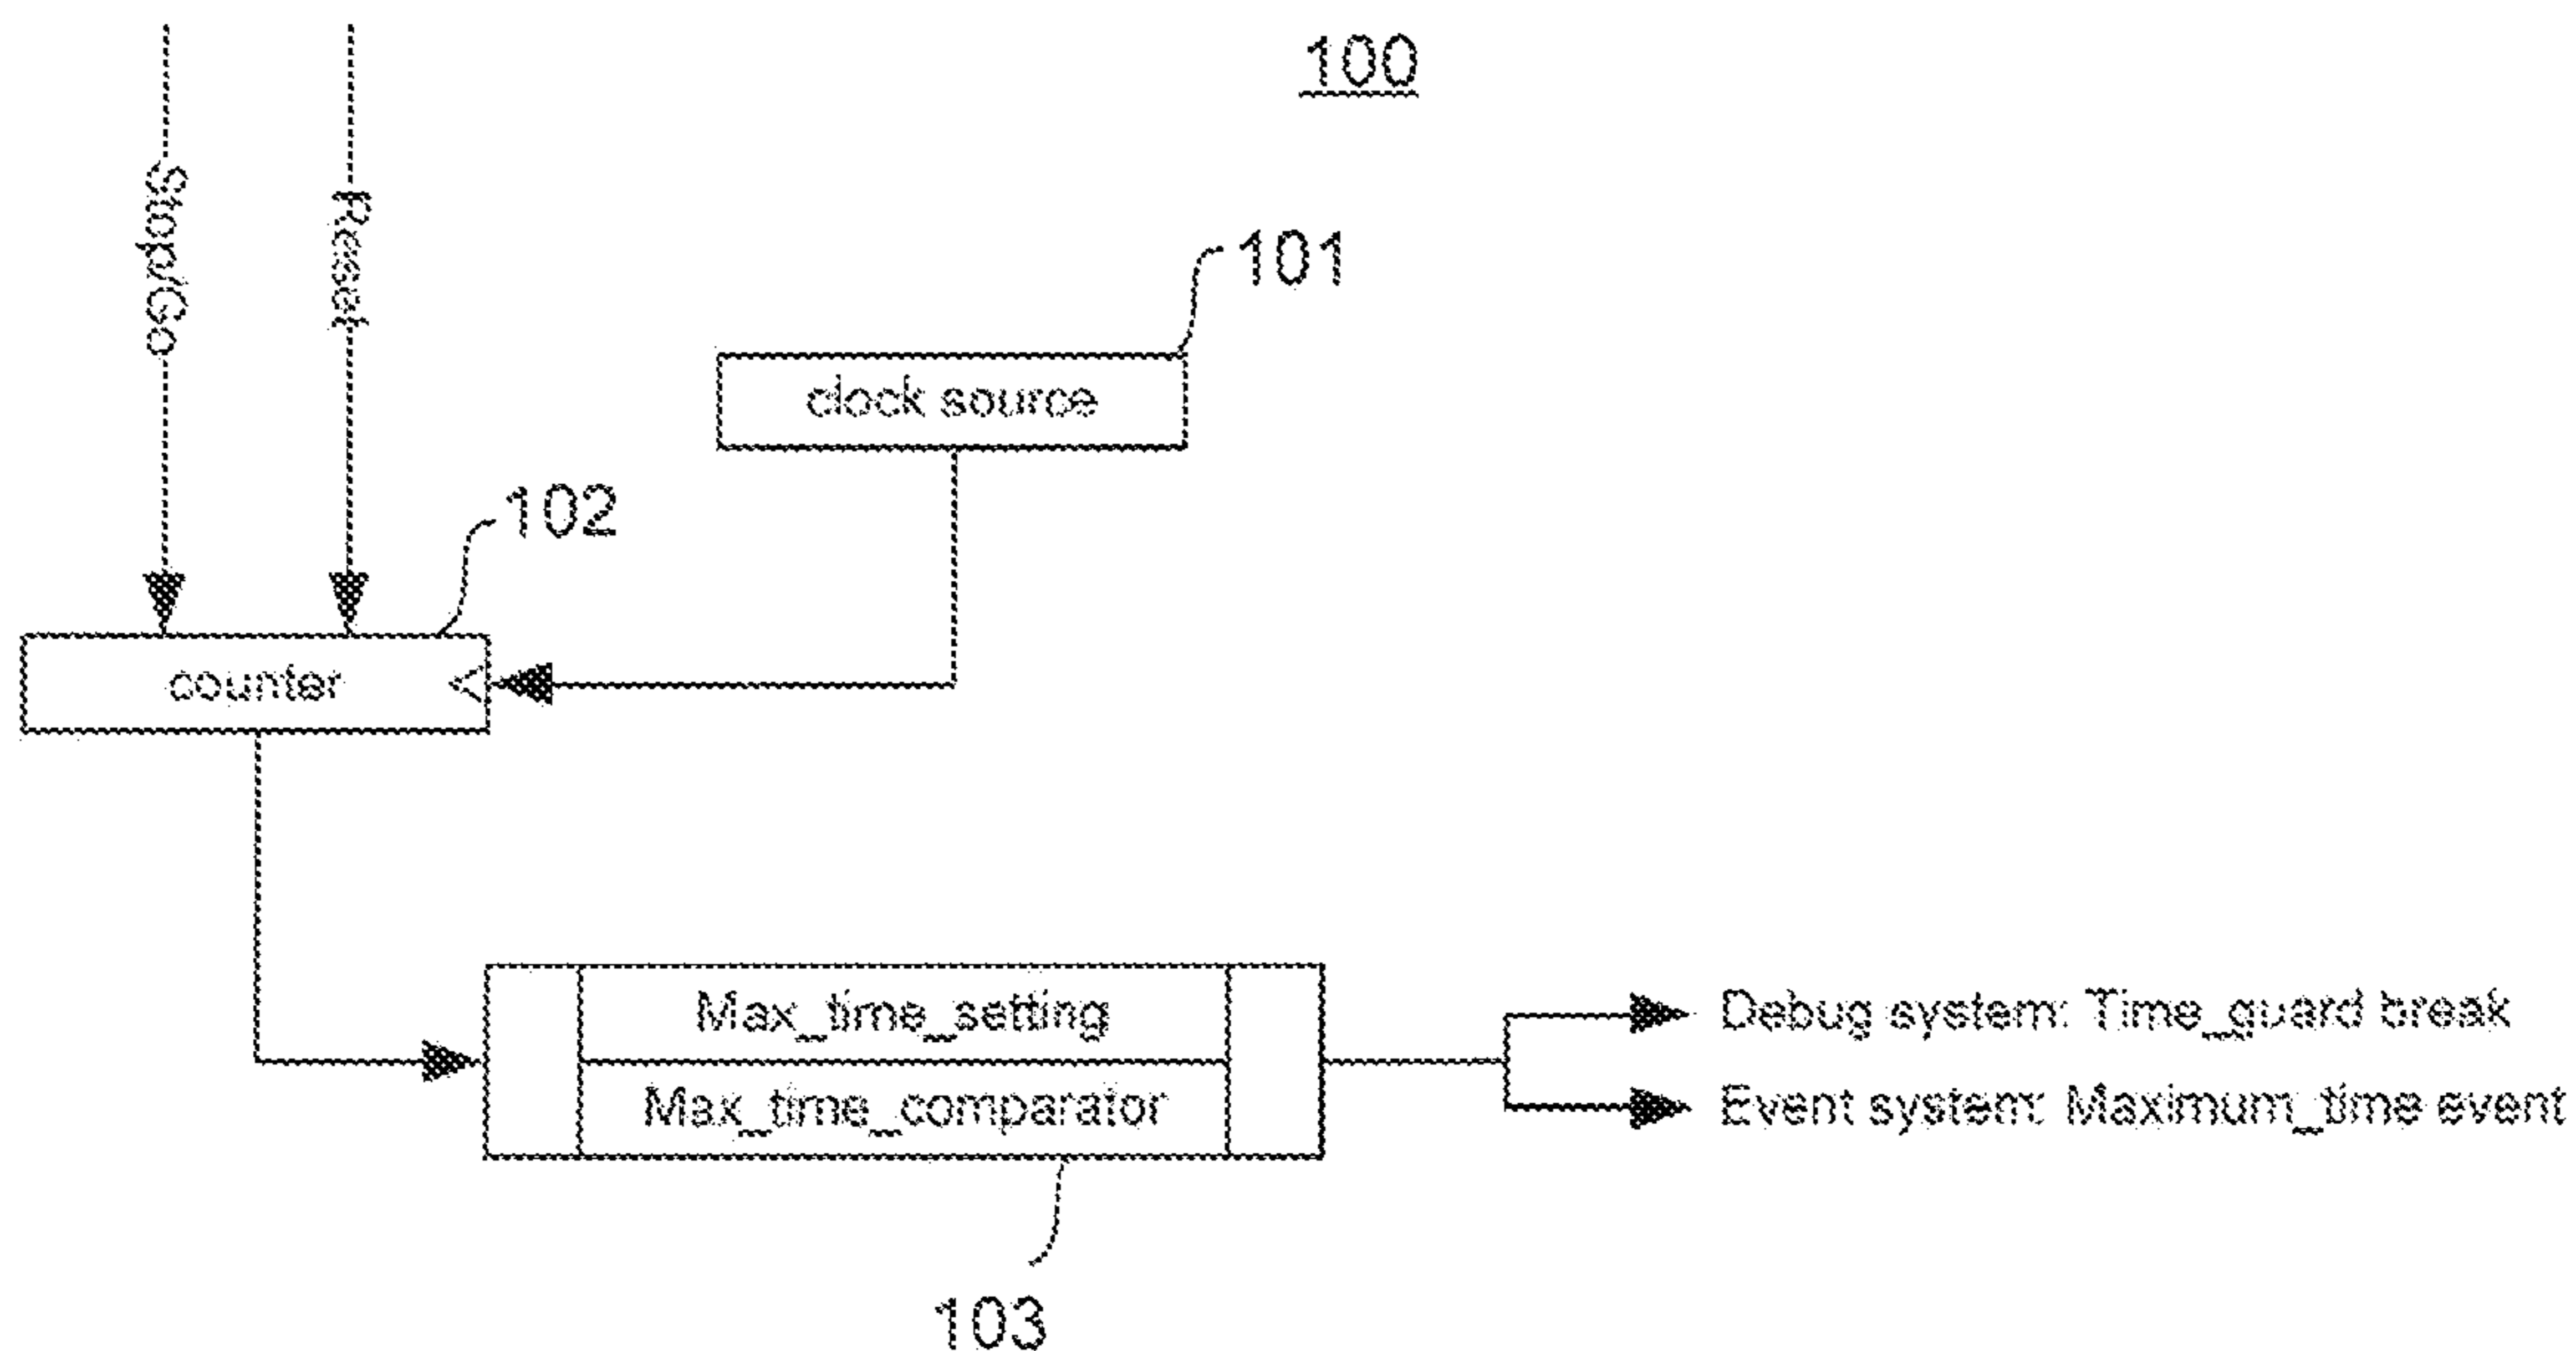 100
Stop/Go
Reset
101
clock source
102
counter
Max_time_setting
Max_time_comparator
Debug system: Time_guard break
Event system: Maximum_time event
103